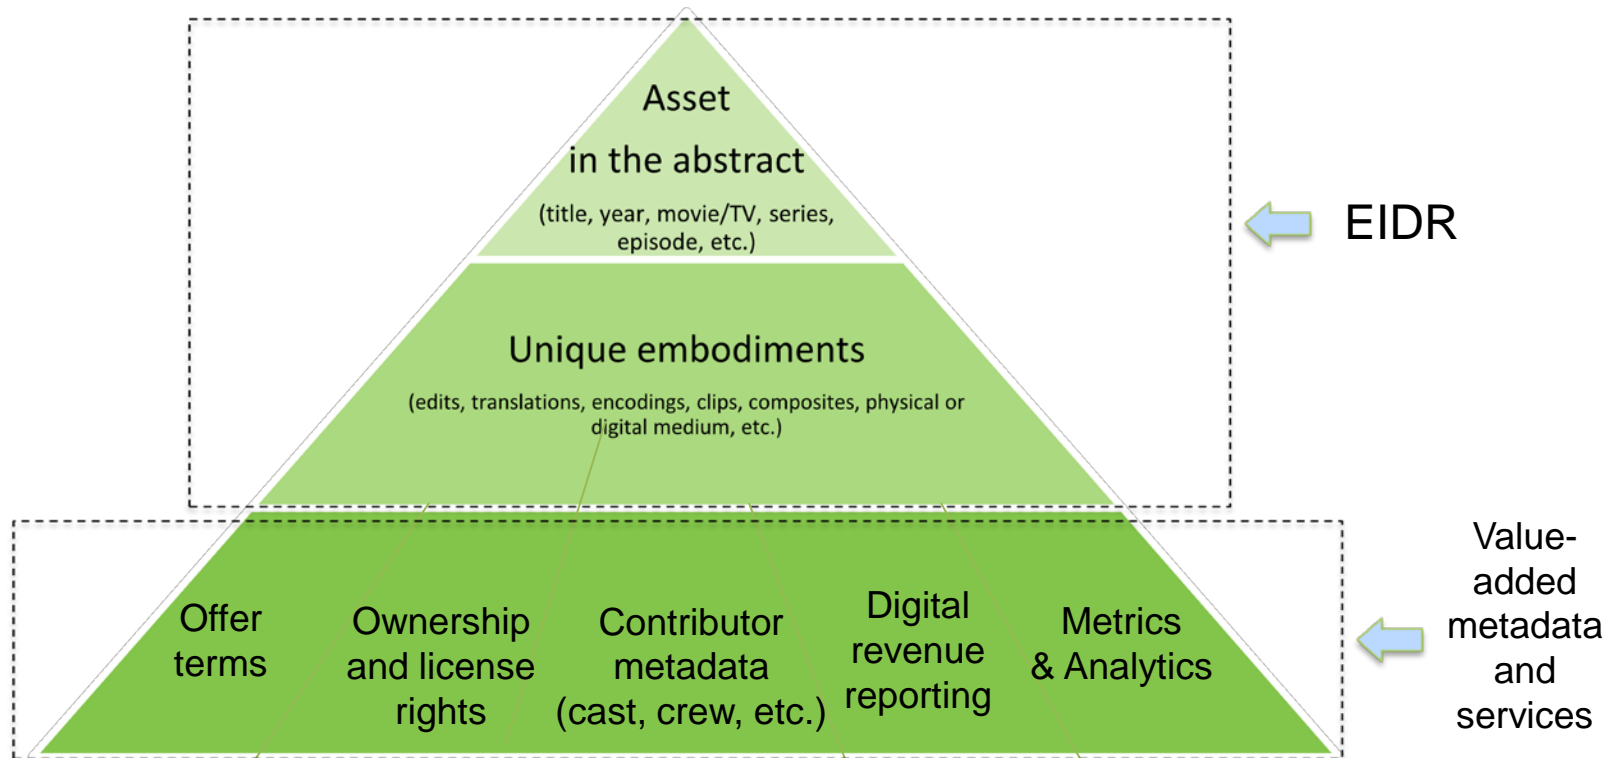 Asset
in the abstract
(title, year, movie/TV, series,
episode, etc.)
EIDR
Unique embodiments
(edits, translations, encodings, clips, composites, physical or
digital medium, etc.)
Offer
terms
Ownership
and license
rights
Contributor
metadata
(cast, crew, etc.)
Digital
revenue
reporting
Metrics
& Analytics
Value-
added
metadata
and
services